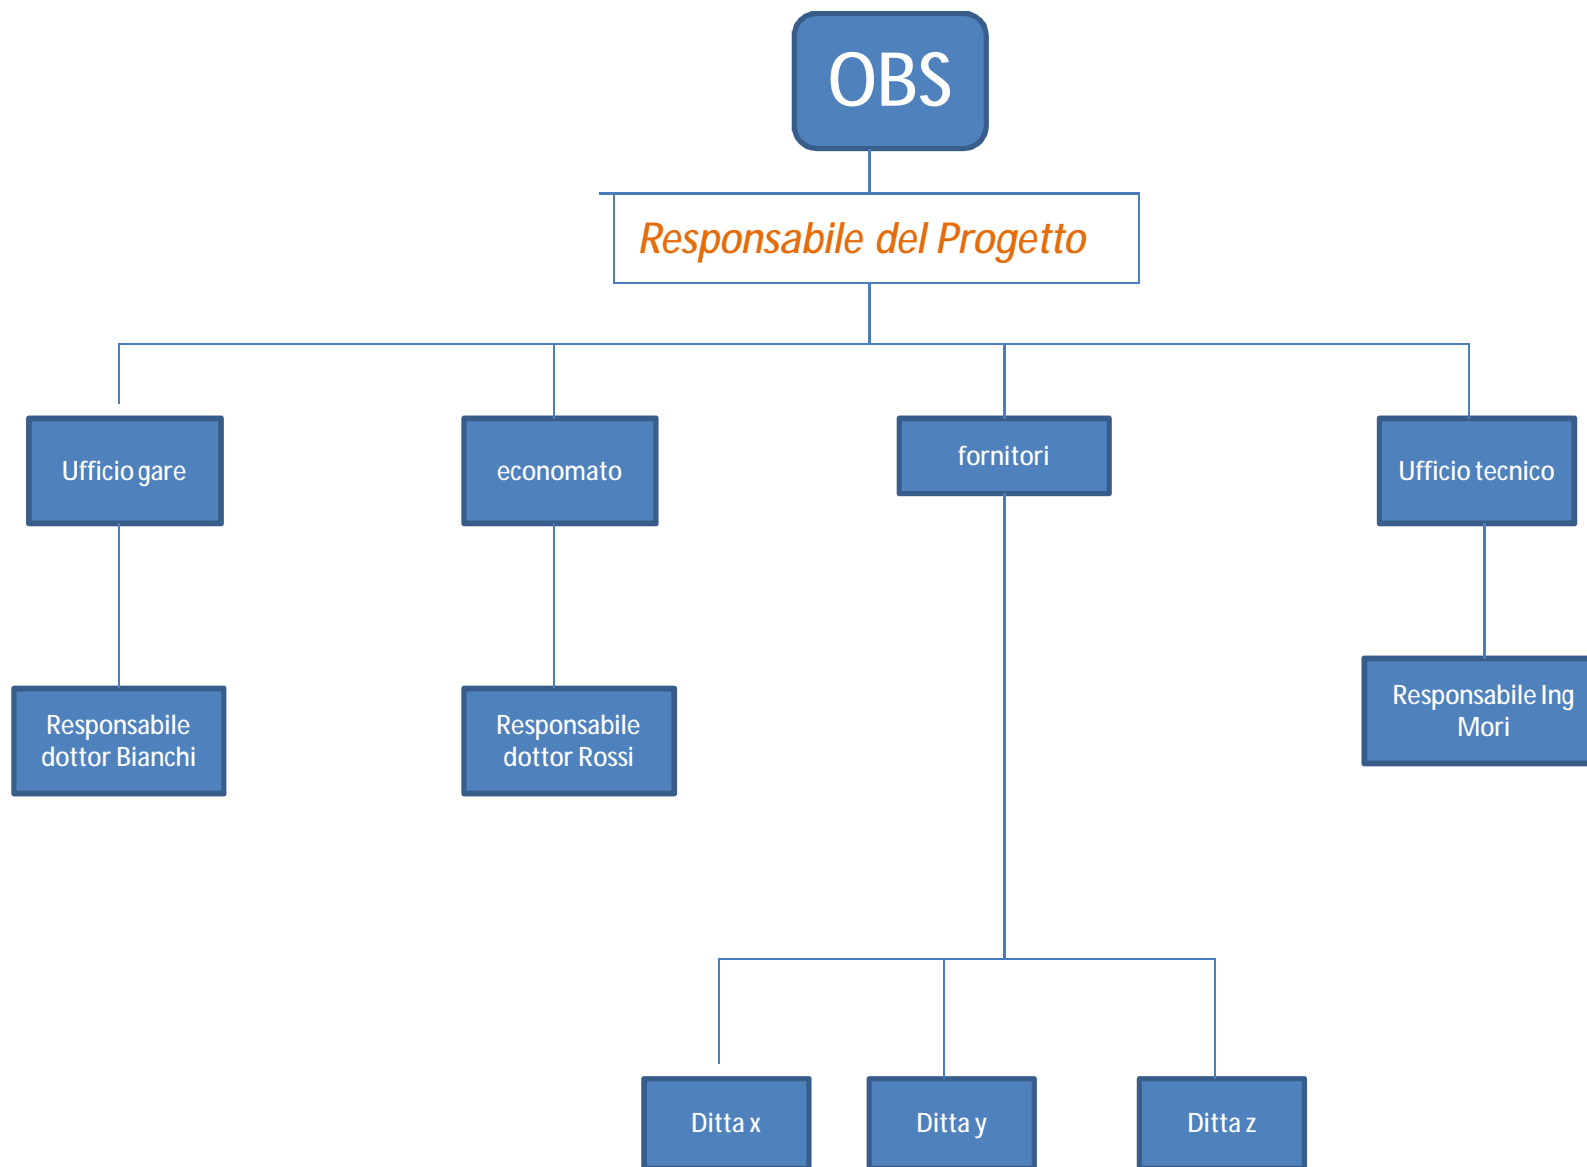 OBS
Responsabile del Progetto
Ufficio gare
economato
fornitori
Ufficio tecnico
Responsabile
dottor Bianchi
Responsabile
dottor Rossi
Responsabile Ing
Mori
Ditta x
Ditta y
Ditta z